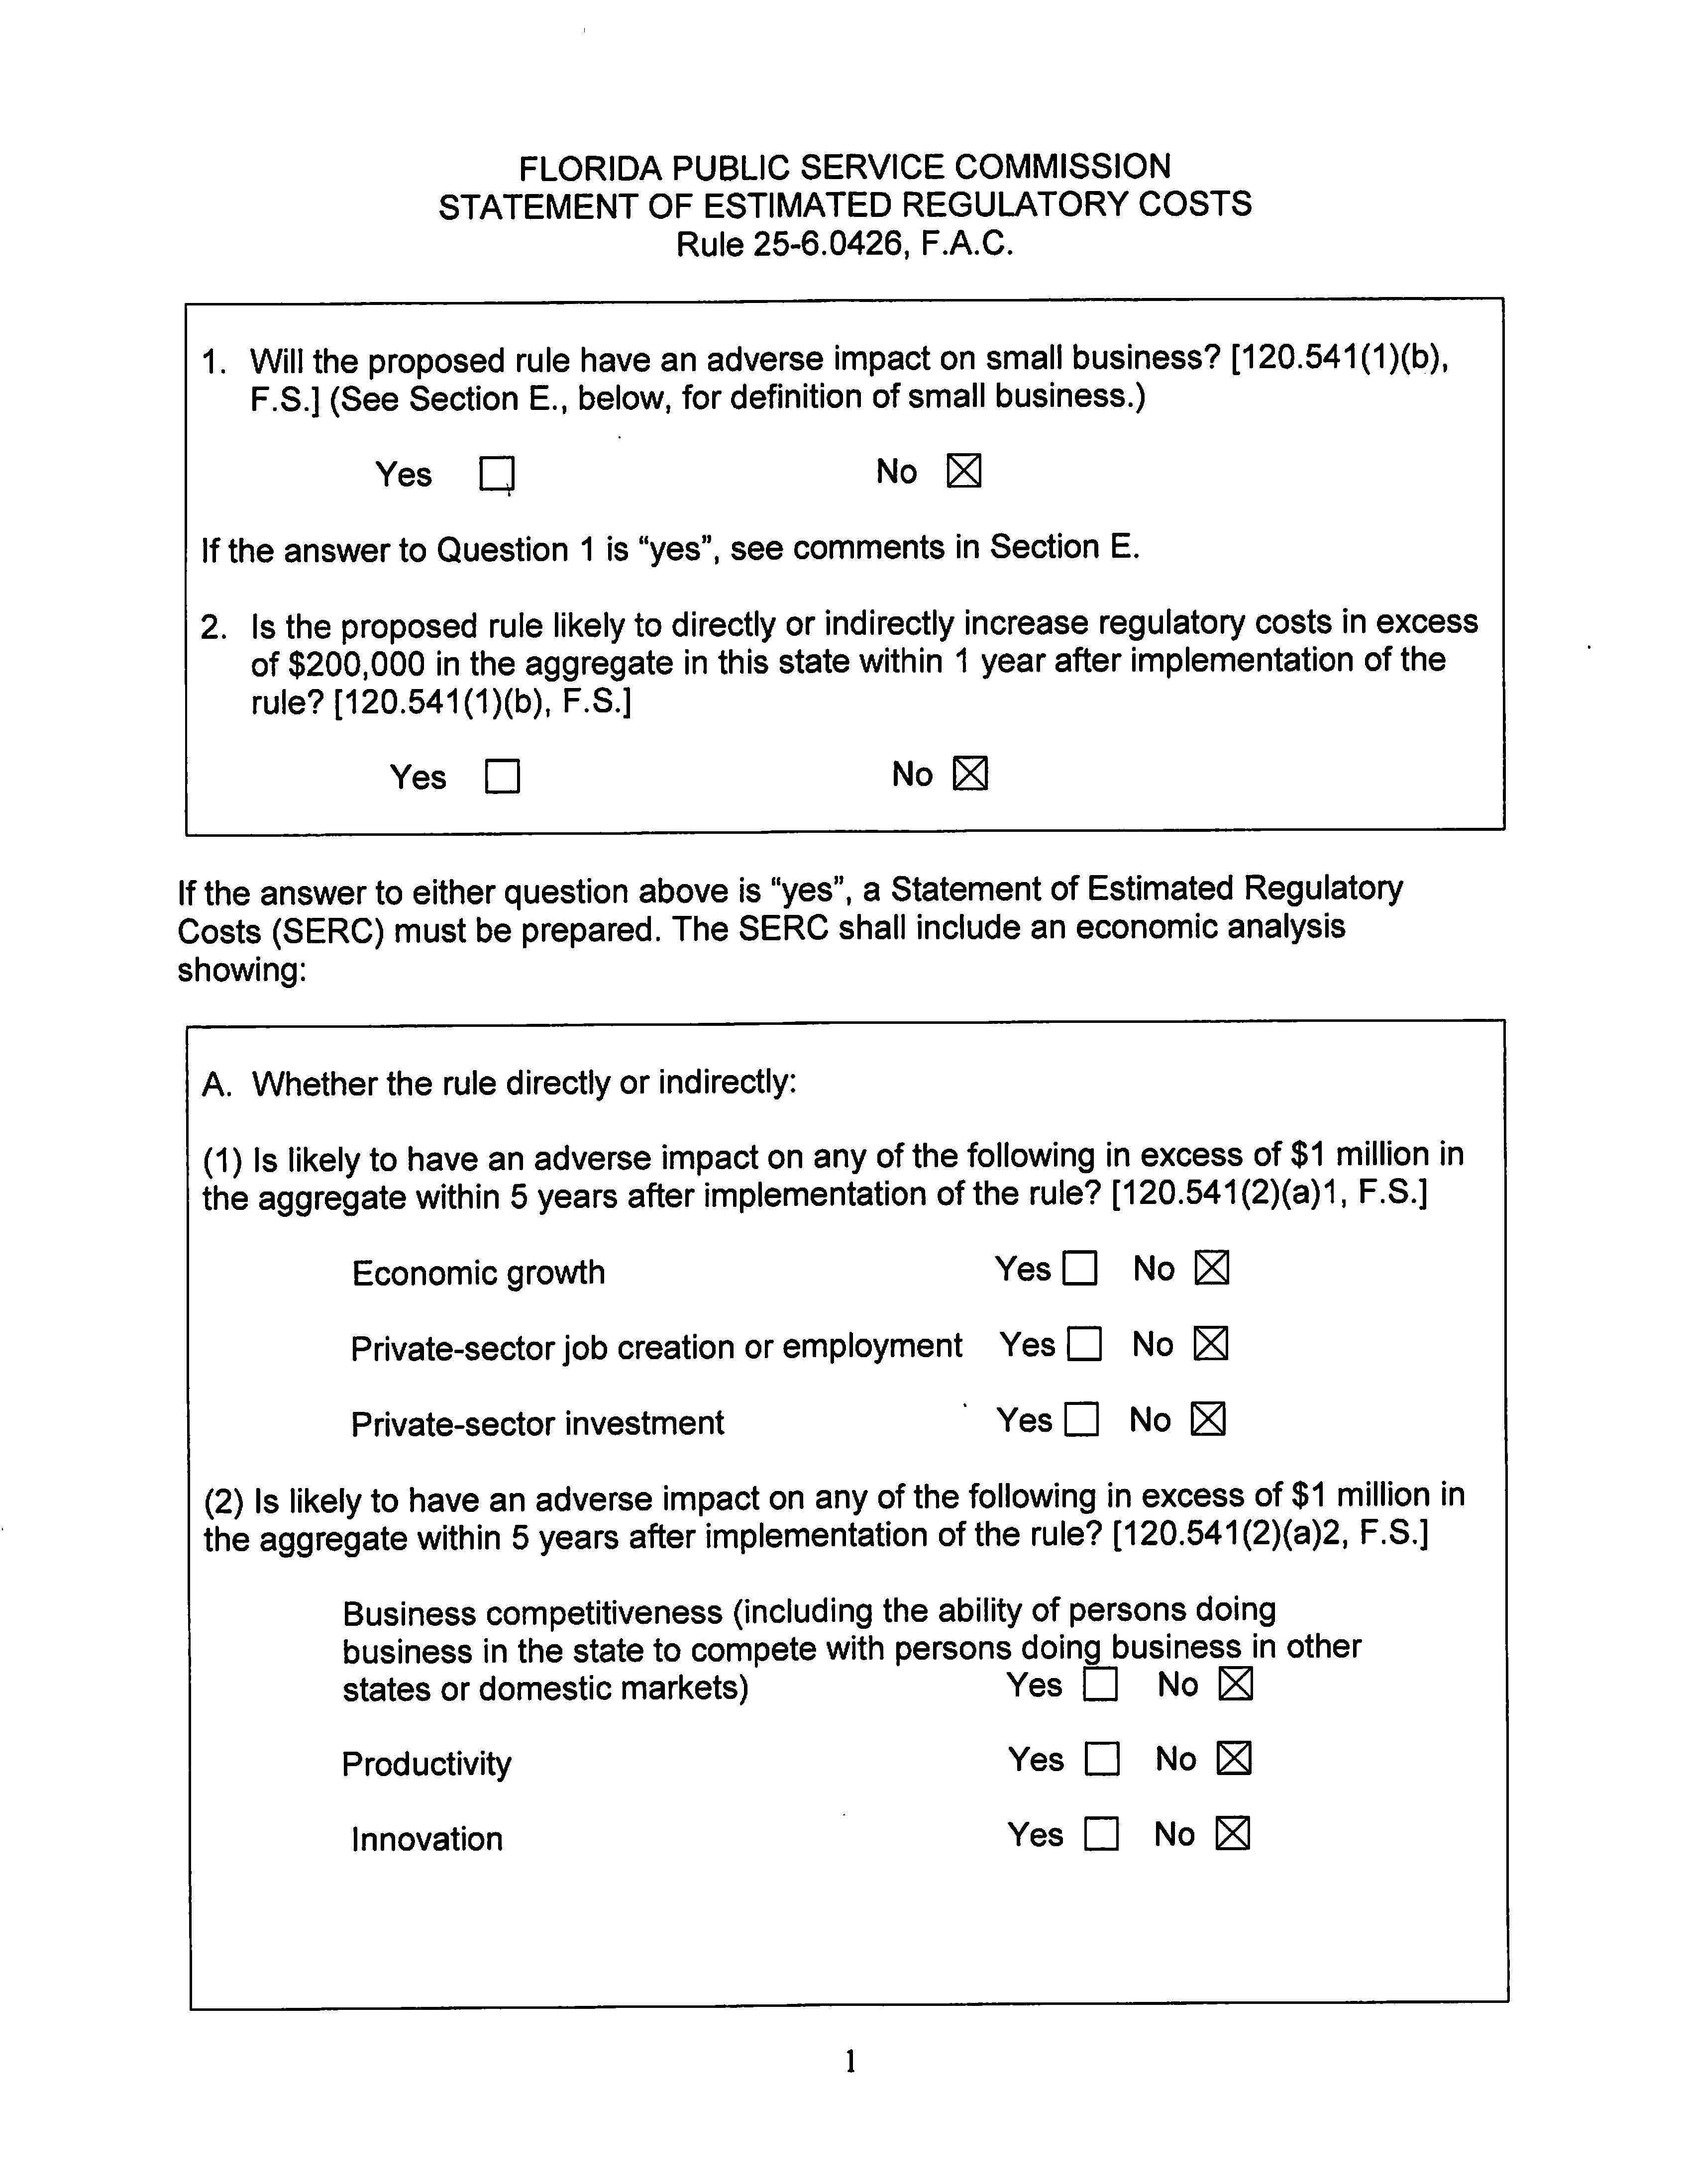 FLORIDA PUBLIC SERVICE COMMISSION
STATEMENT OF ESTIMATED REGULATORY COSTS
Rule 25-6.0426, F.A.C.
1. Will the proposed rule have an adverse impact on small business? [120.541(1)(b),
F.S.] (See Section E., below, for definition of small business.)
Yes ☐ No ☒
If the answer to Question 1 is “yes”, see comments in Section E.
2. Is the proposed rule likely to directly or indirectly increase regulatory costs in excess
of $200,000 in the aggregate in this state within 1 year after implementation of the
rule? [120.541(1)(b), F.S.]
Yes ☐ No ☒
If the answer to either question above is “yes”, a Statement of Estimated Regulatory
Costs (SERC) must be prepared. The SERC shall include an economic analysis
showing:
A. Whether the rule directly or indirectly:
(1) Is likely to have an adverse impact on any of the following in excess of $1 million in
the aggregate within 5 years after implementation of the rule? [120.541(2)(a)1, F.S.]
Economic growth Yes ☐ No ☒
Private-sector job creation or employment Yes ☐ No ☒
Private-sector investment Yes ☐ No ☒
(2) Is likely to have an adverse impact on any of the following in excess of $1 million in
the aggregate within 5 years after implementation of the rule? [120.541(2)(a)2, F.S.]
Business competitiveness (including the ability of persons doing
business in the state to compete with persons doing business in other
states or domestic markets) Yes ☐ No ☒
Productivity Yes ☐ No ☒
Innovation Yes ☐ No ☒
1